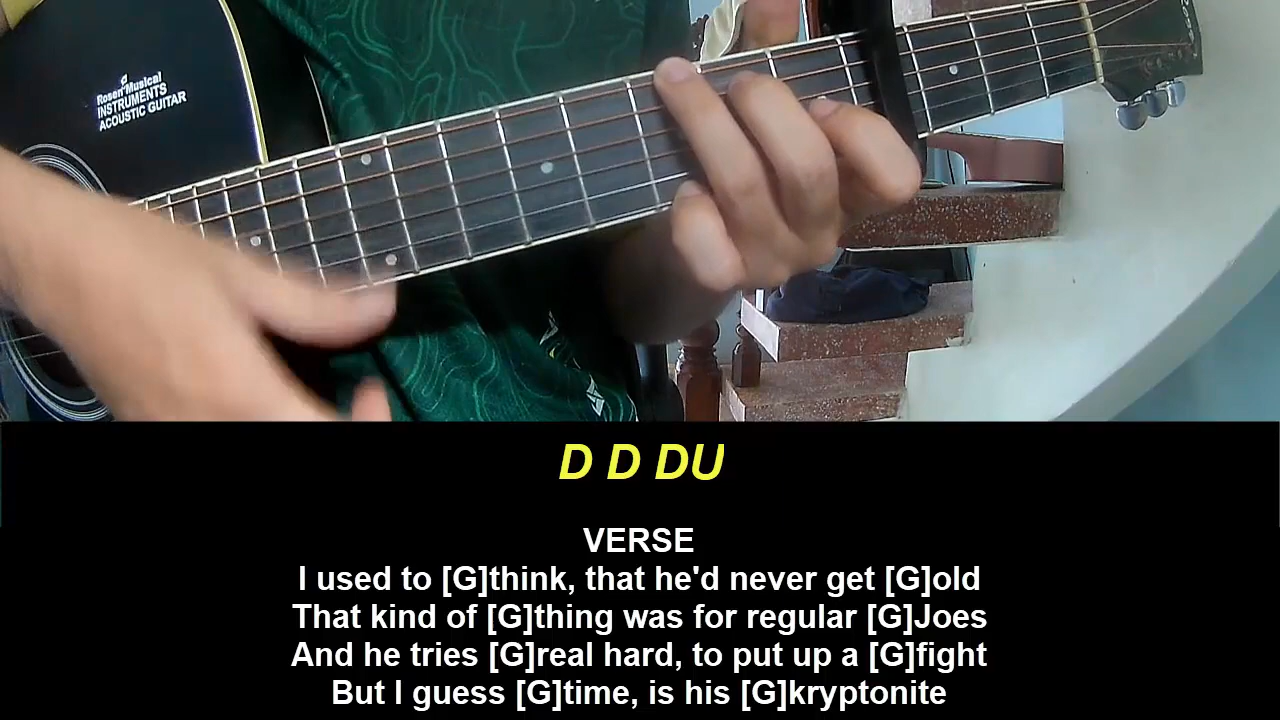 Rosen Musical
INSTRUMENTS
ACOUSTIC GUITAR
D D DU
VERSE
I used to [G]think, that he'd never get [G]old
That kind of [G]thing was for regular [G]Joes
And he tries [G]real hard, to put up a [G]fight
But I guess [G]time, is his [G]kryptonite